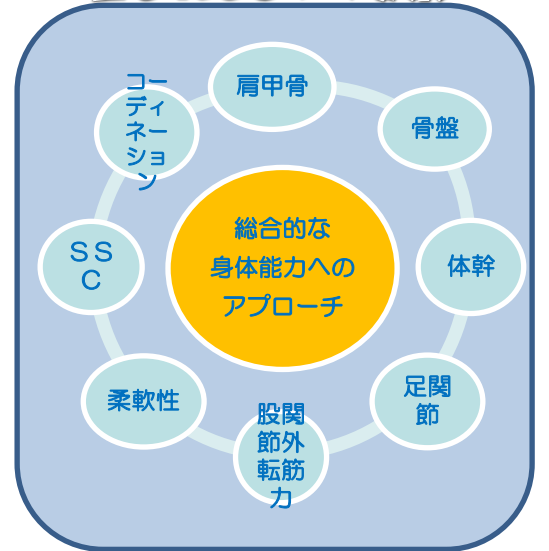 肩甲骨
骨盤
体幹
足関
節
股関
節外
転筋
力
柔軟性
ＳＳ
Ｃ
コー
ディ
ネー
ショ
ン
総合的な
身体能力への
アプローチ